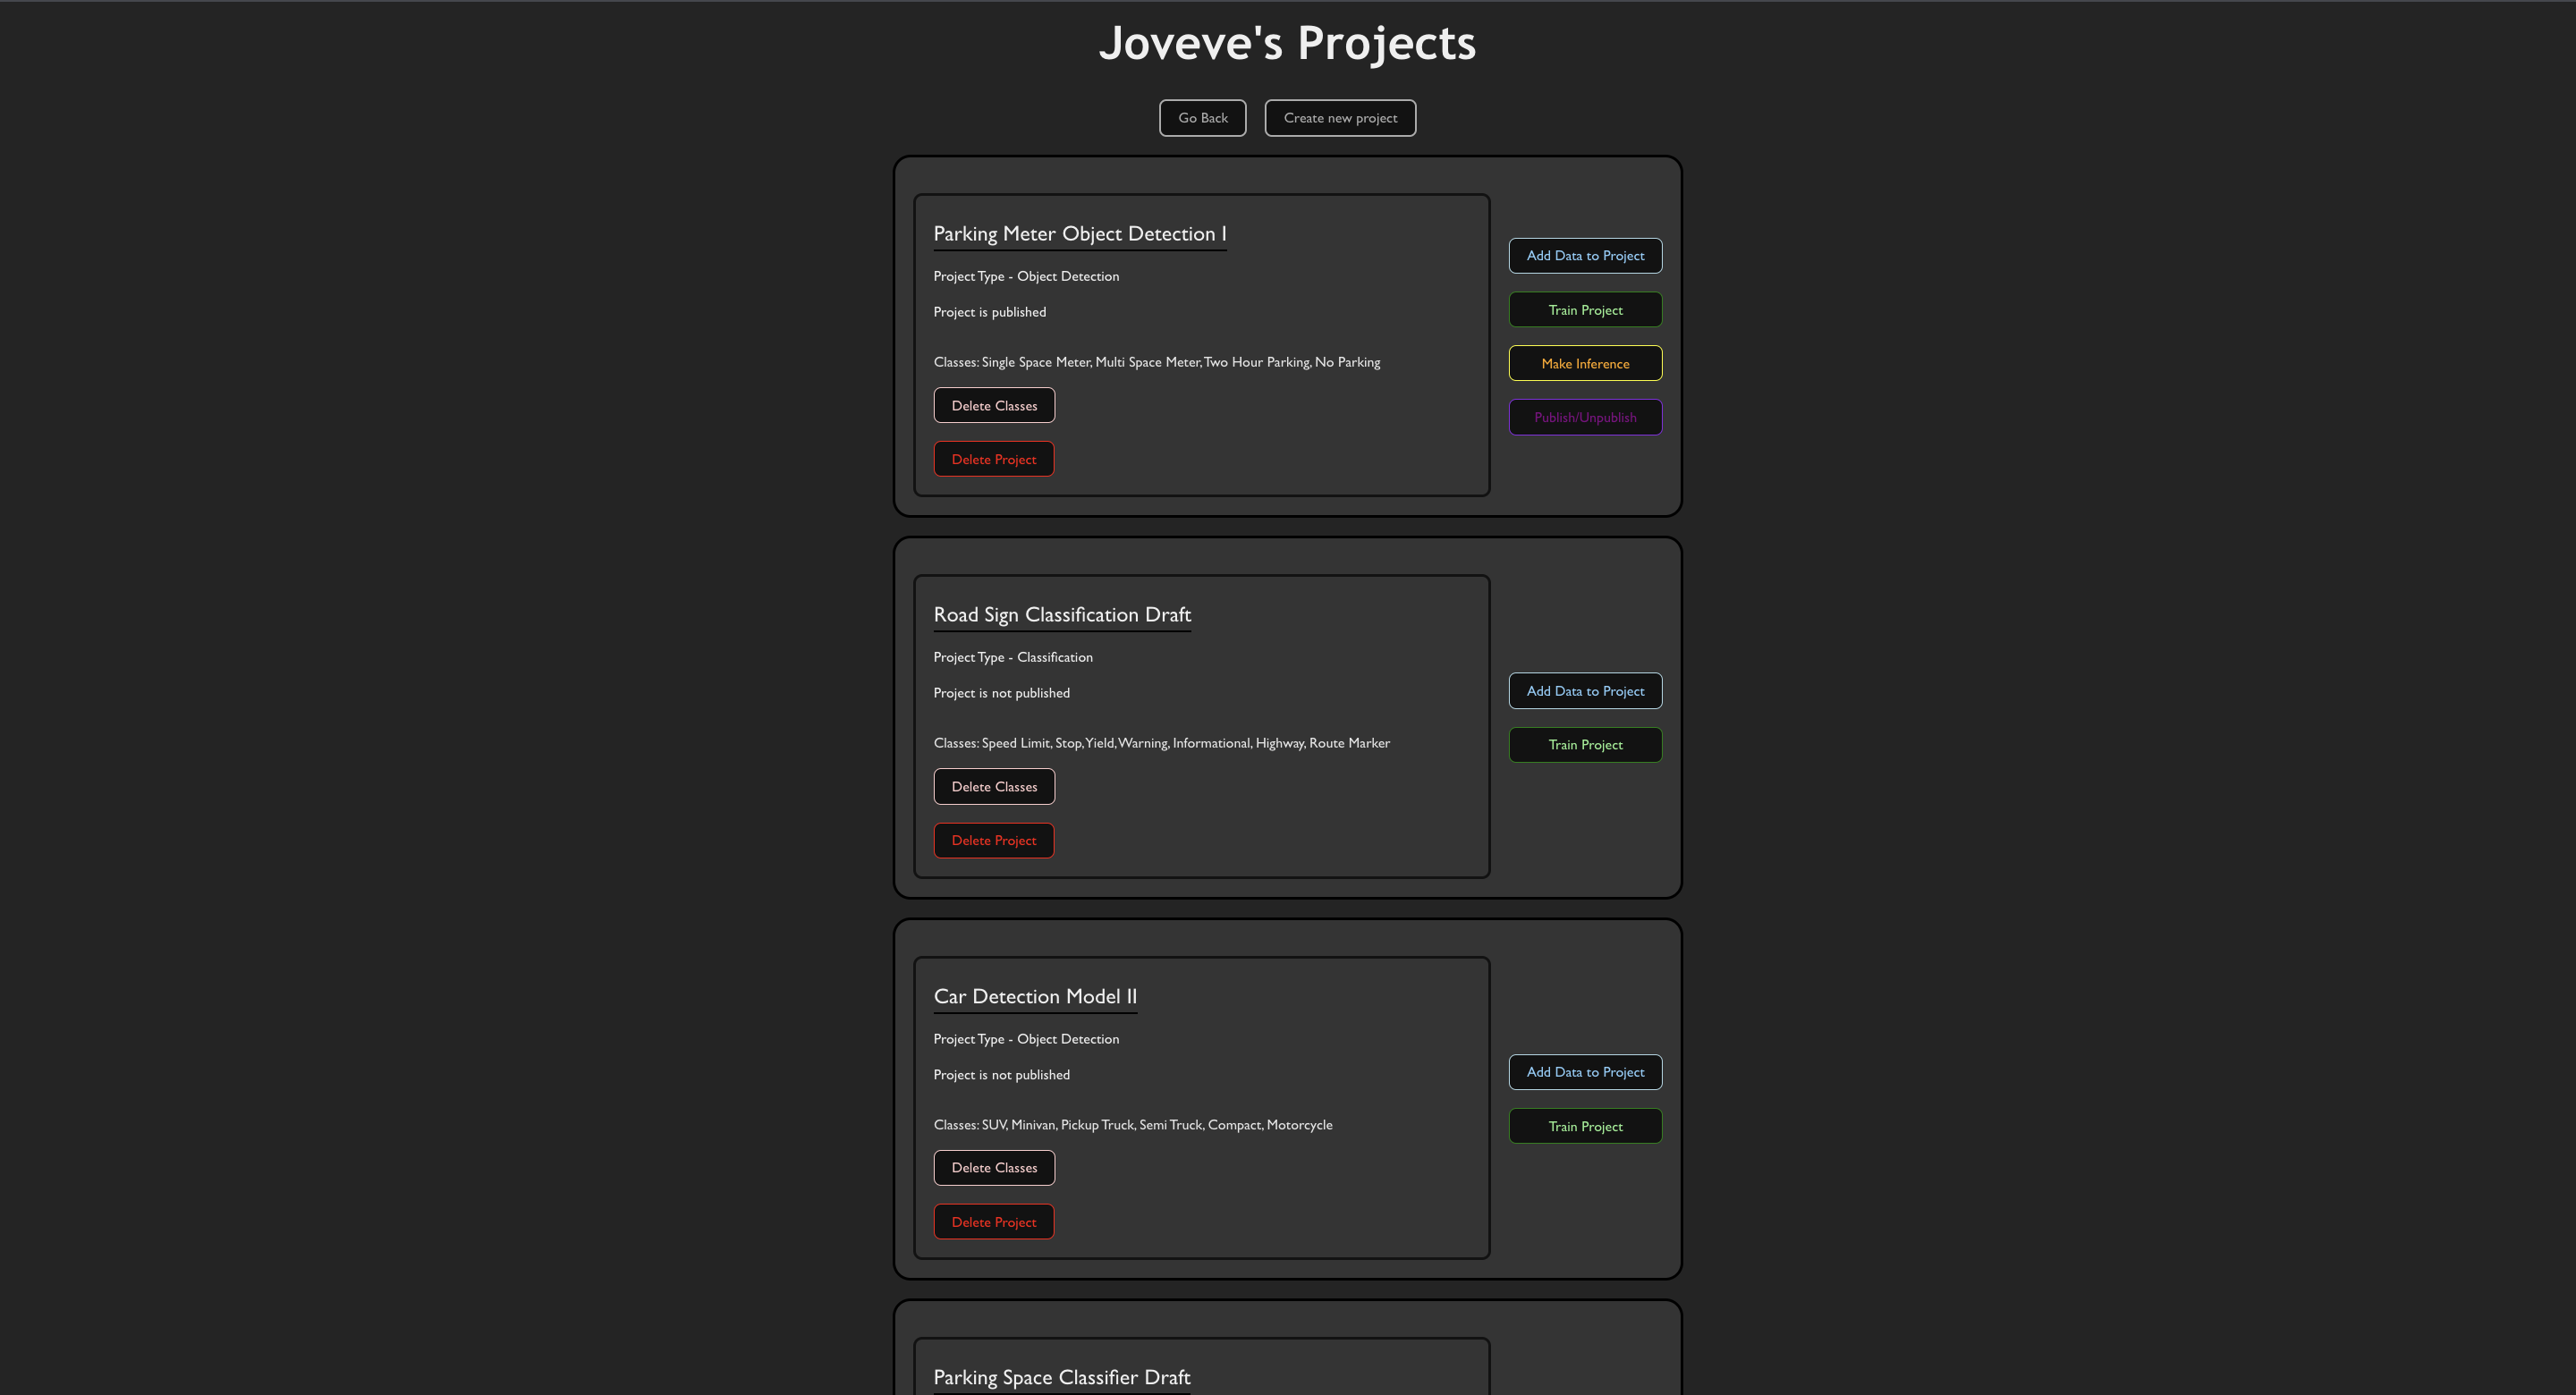 Joveve's Projects
Go Back
Create new project
Parking Meter Object Detection I
Project Type - Object Detection
Project is published
Classes: Single Space Meter, Multi Space Meter, Two Hour Parking, No Parking
Delete Classes
Delete Project
Add Data to Project
Train Project
Make Inference
Publish/Unpublish
Road Sign Classification Draft
Project Type - Classification
Project is not published
Classes: Speed Limit, Stop, Yield, Warning, Informational, Highway, Route Marker
Delete Classes
Delete Project
Add Data to Project
Train Project
Car Detection Model II
Project Type - Object Detection
Project is not published
Classes: SUV, Minivan, Pickup Truck, Semi Truck, Compact, Motorcycle
Delete Classes
Delete Project
Add Data to Project
Train Project
Parking Space Classifier Draft